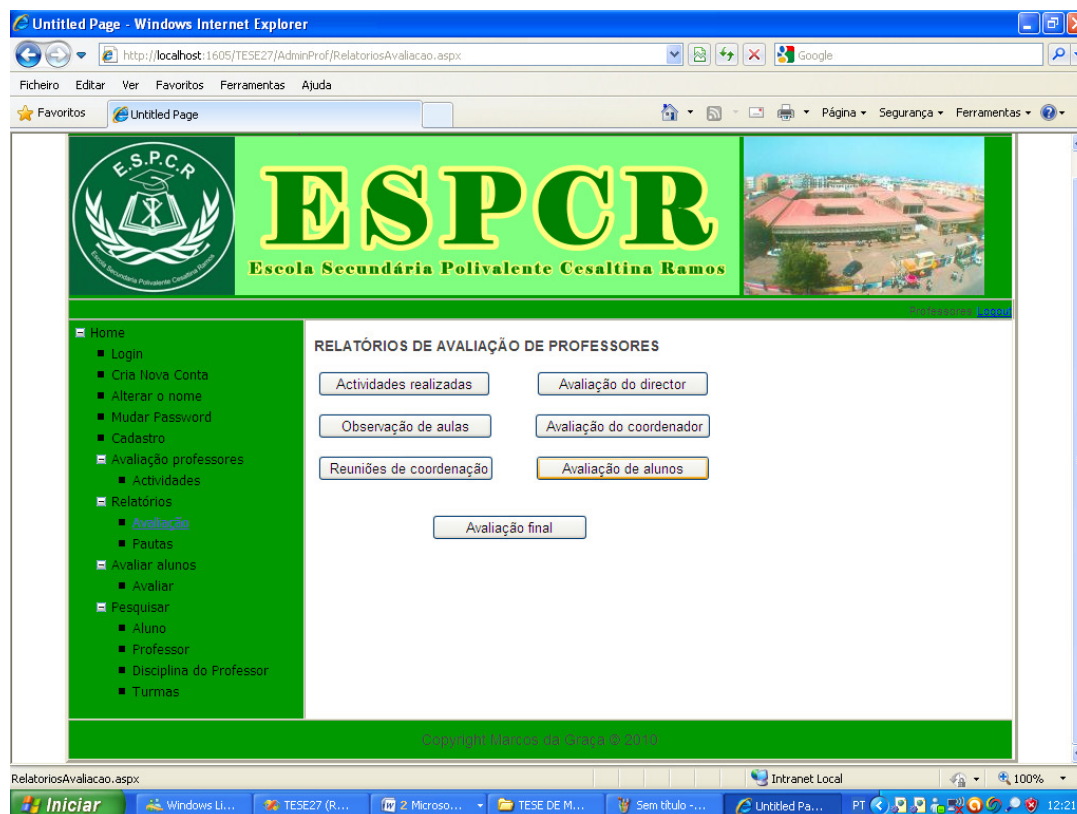 Untitled Page - Windows Internet Explorer
http://localhost:1605/TESE27/AdminProf/RelatoriosAvaliacao.aspx
Google
Ficheiro Editar Ver Favoritos Ferramentas Ajuda
Favoritos Untitled Page Página Segurança Ferramentas
E.S.P.C.R
Escola Secundária Polivalente Cesaltina Ramos
ESPCR
Escola Secundária Polivalente Cesaltina Ramos
Professores Logout
Home
Login
Cria Nova Conta
Alterar o nome
Mudar Password
Cadastro
Avaliação professores
Actividades
Relatórios
Avaliação
Pautas
Avaliar alunos
Avaliar
Pesquisar
Aluno
Professor
Disciplina do Professor
Turmas
RELATÓRIOS DE AVALIAÇÃO DE PROFESSORES
Actividades realizadas Avaliação do director
Observação de aulas Avaliação do coordenador
Reuniões de coordenação Avaliação de alunos
Avaliação final
Copyright Marcos da Graça © 2010
RelatoriosAvaliacao.aspx Intranet Local 100%
Iniciar Windows Li... TESE27 (R... 2 Microso... TESE DE M... Sem título -... Untitled Pa... PT 12:21